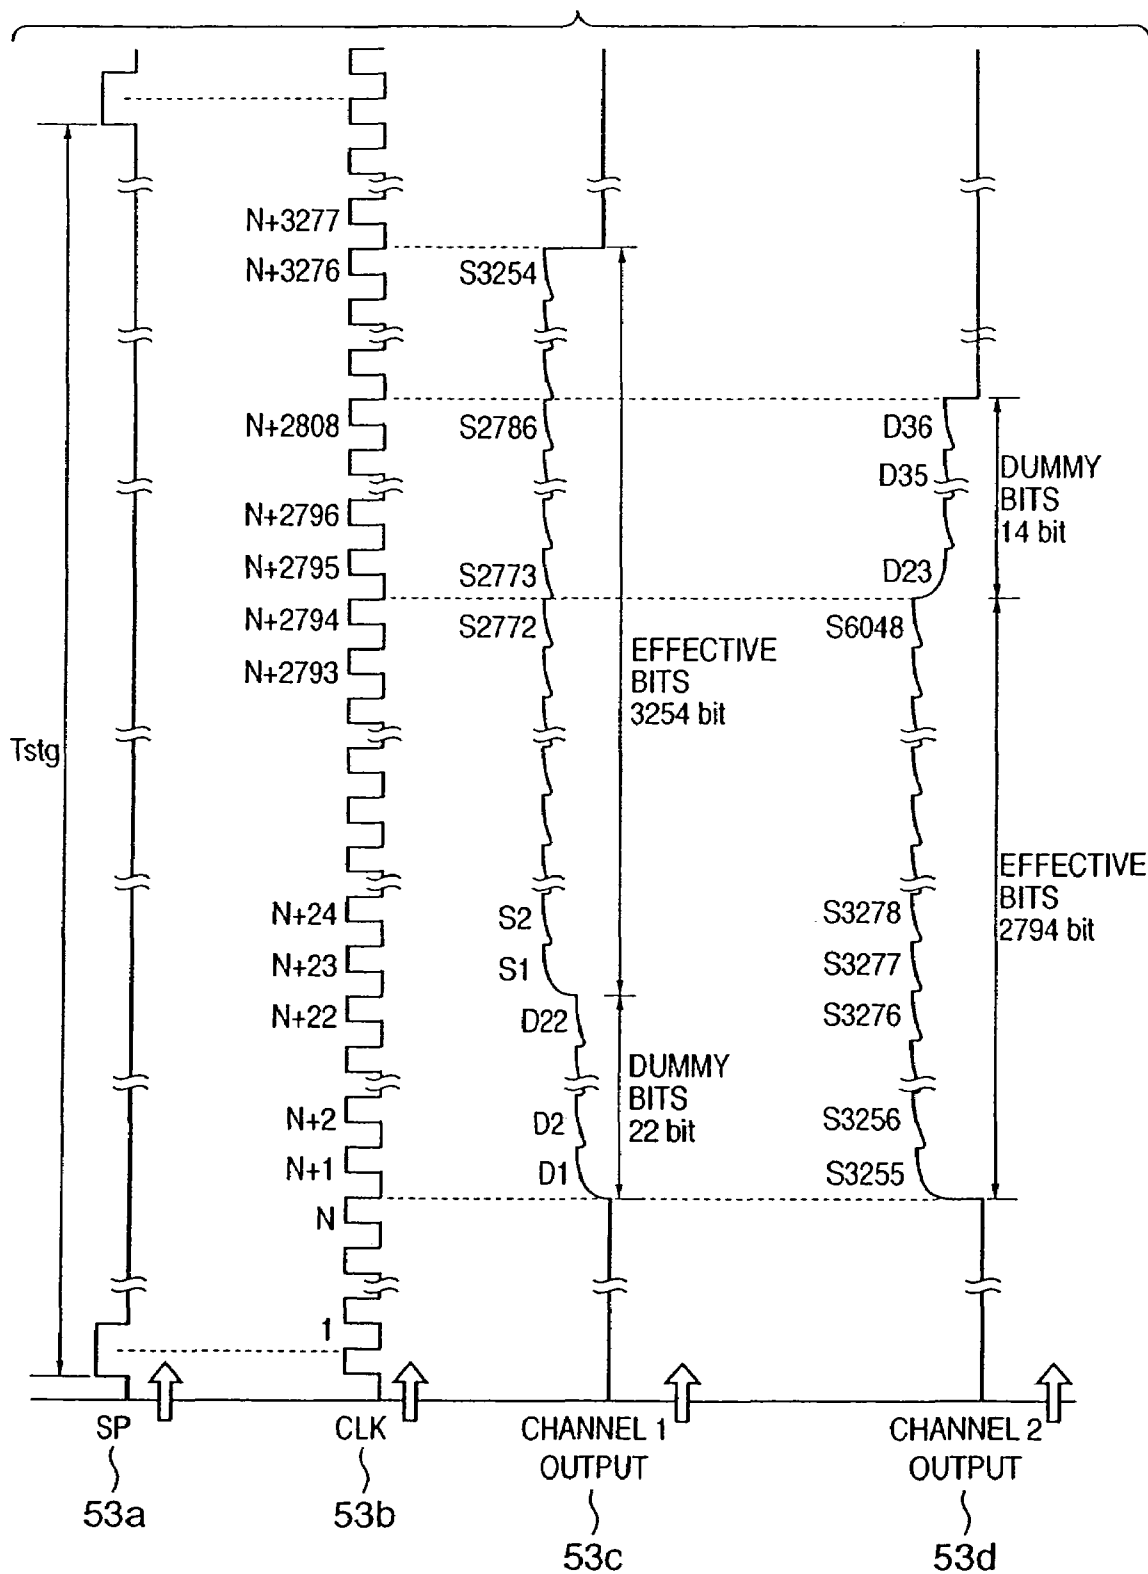 N+3277
N+3276
S3254
N+2808
S2786
D36
D35
DUMMY
BITS
14 bit
N+2796
N+2795
S2773
D23
N+2794
S2772
S6048
N+2793
EFFECTIVE
BITS
3254 bit
Tstg
EFFECTIVE
BITS
2794 bit
N+24
S2
S3278
N+23
S1
S3277
N+22
D22
S3276
DUMMY
BITS
22 bit
N+2
D2
S3256
N+1
D1
S3255
N
1
SP
CLK
CHANNEL 1
OUTPUT
CHANNEL 2
OUTPUT
53a
53b
53c
53d